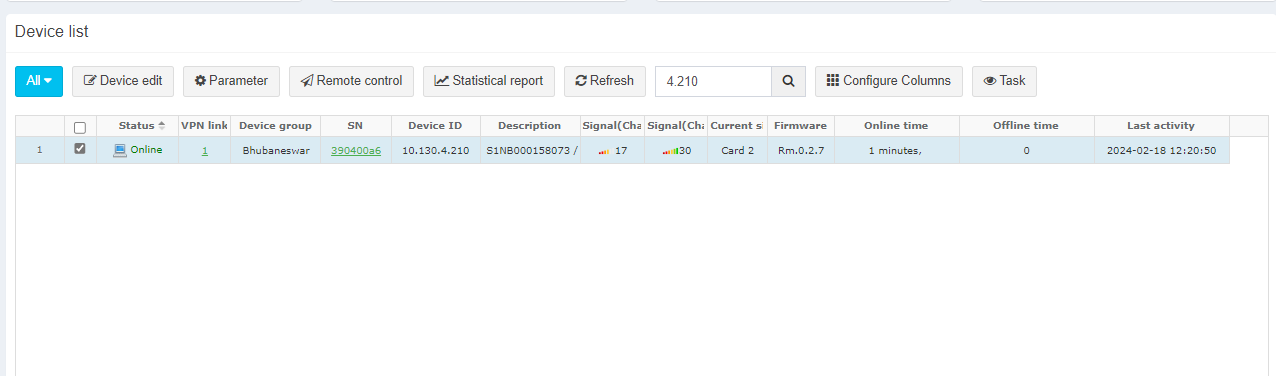 Device list
All Device edit Parameter Remote control Statistical report Refresh 4.210 Configure Columns Task
Status VPN link Device group SN Device ID Description Signal(Cha Signal(Cha Current si Firmware Online time Offline time Last activity
1 Online 1 Bhubaneswar 390400a6 10.130.4.210 S1NB000158073 / 17 30 Card 2 Rm.0.2.7 1 minutes, 0 2024-02-18 12:20:50